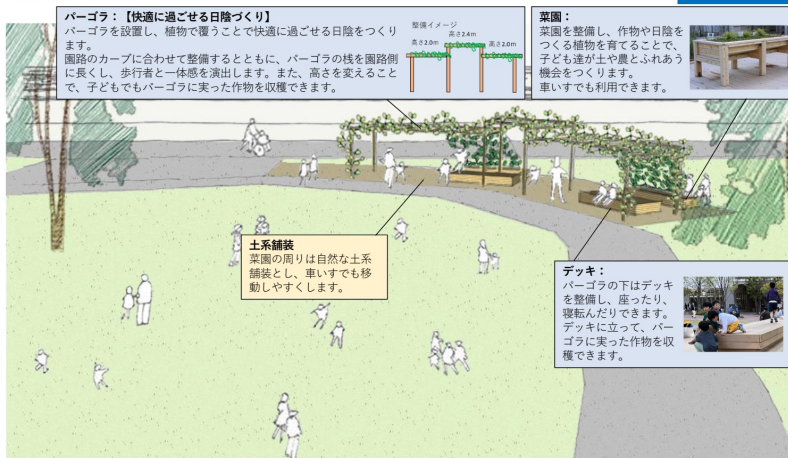 パーゴラ：【快適に過ごせる日陰づくり】
パーゴラを設置し、植物で覆うことで快適に過ごせる日陰をつくり
ます。
園路のカーブに合わせて整備するとともに、パーゴラの桟を園路側
に長くし、歩行者と一体感を演出します。また、高さを変えること
で、子どもでもパーゴラに実った作物を収穫できます。
整備イメージ
高さ2.0m
高さ2.4m
高さ2.0m
菜園：
菜園を整備し、作物や日陰を
つくる植物を育てることで、
子ども達が土や農とふれあう
機会をつくります。
車いすでも利用できます。
土系舗装
菜園の周りは自然な土系
舗装とし、車いすでも移
動しやすくします。
デッキ：
パーゴラの下はデッキ
を整備し、座ったり、
寝転んだりできます。
デッキに立って、パー
ゴラに実った作物を収
穫できます。